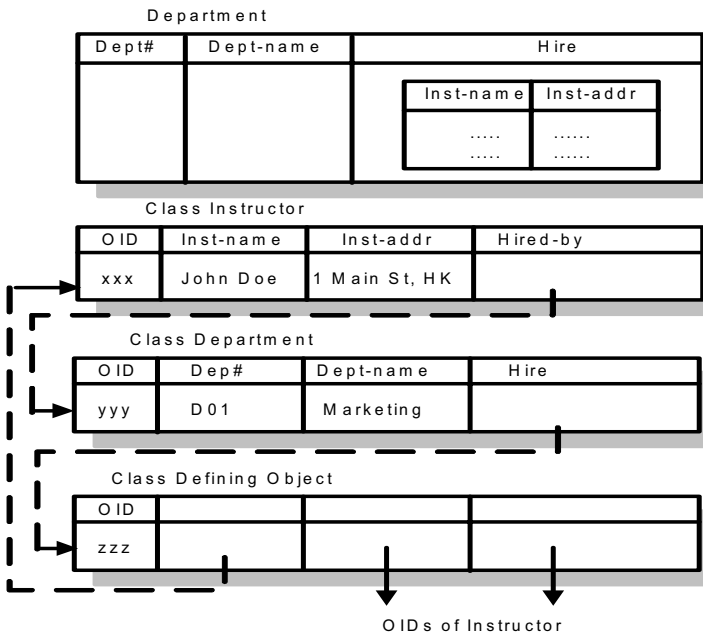 Department
Dept# Dept-name Hire
Inst-name Inst-addr
..... ......
..... ......
Class Instructor
OID Inst-name Inst-addr Hired-by
xxx John Doe 1 Main St, HK
Class Department
OID Dep# Dept-name Hire
yyy D01 Marketing
Class Defining Object
OID
zzz
OIDs of Instructor